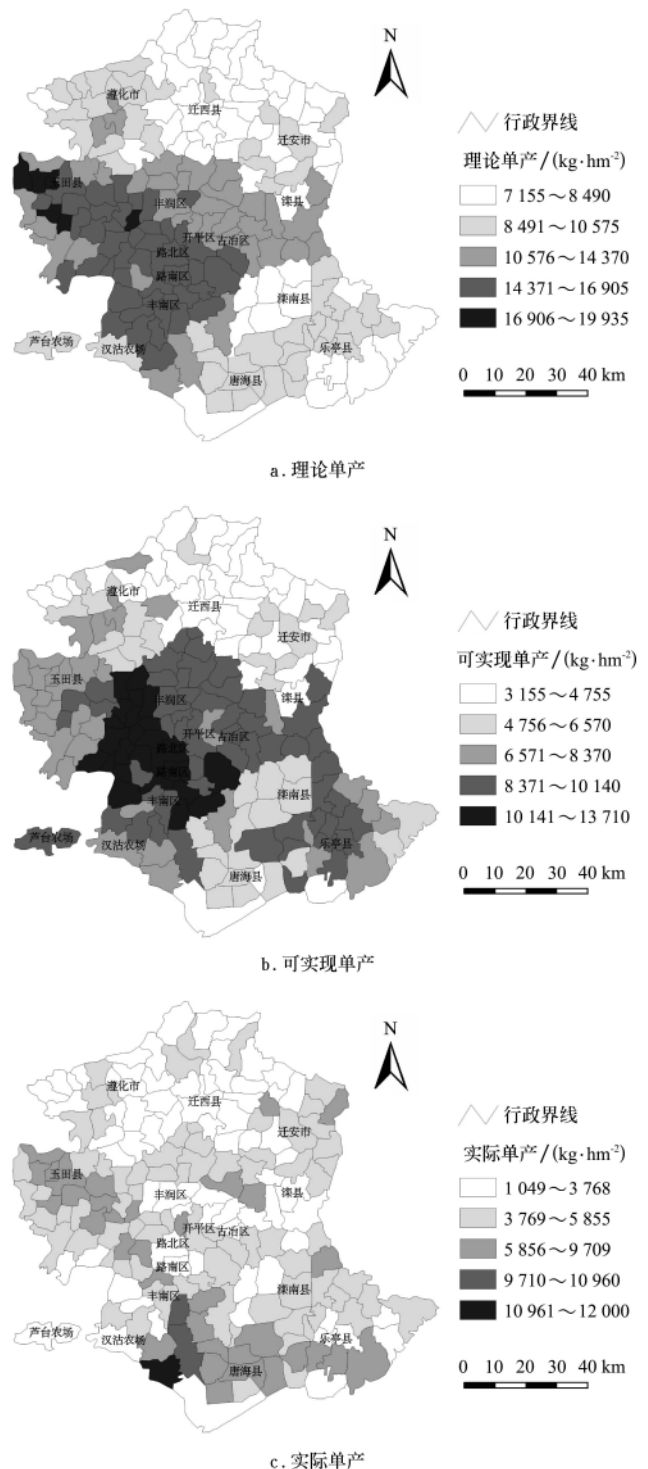 N
遵化市
迁西县
迁安市
玉田县
丰润区
滦县
开平区
古冶区
路北区
路南区
丰南区
滦南县
芦台农场
汉沽农场
乐亭县
唐海县
行政界线
理论单产/(kg·hm⁻²)
7 155～8 490
8 491～10 575
10 576～14 370
14 371～16 905
16 906～19 935
0 10 20 30 40 km
a.理论单产
N
遵化市
迁西县
迁安市
玉田县
丰润区
滦县
开平区
古冶区
路北区
路南区
丰南区
滦南县
芦台农场
汉沽农场
乐亭县
唐海县
行政界线
可实现单产/(kg·hm⁻²)
3 155～4 755
4 756～6 570
6 571～8 370
8 371～10 140
10 141～13 710
0 10 20 30 40 km
b.可实现单产
N
遵化市
迁西县
迁安市
玉田县
丰润区
滦县
开平区
古冶区
路北区
路南区
丰南区
滦南县
芦台农场
汉沽农场
乐亭县
唐海县
行政界线
实际单产/(kg·hm⁻²)
1 049～3 768
3 769～5 855
5 856～9 709
9 710～10 960
10 961～12 000
0 10 20 30 40 km
c.实际单产